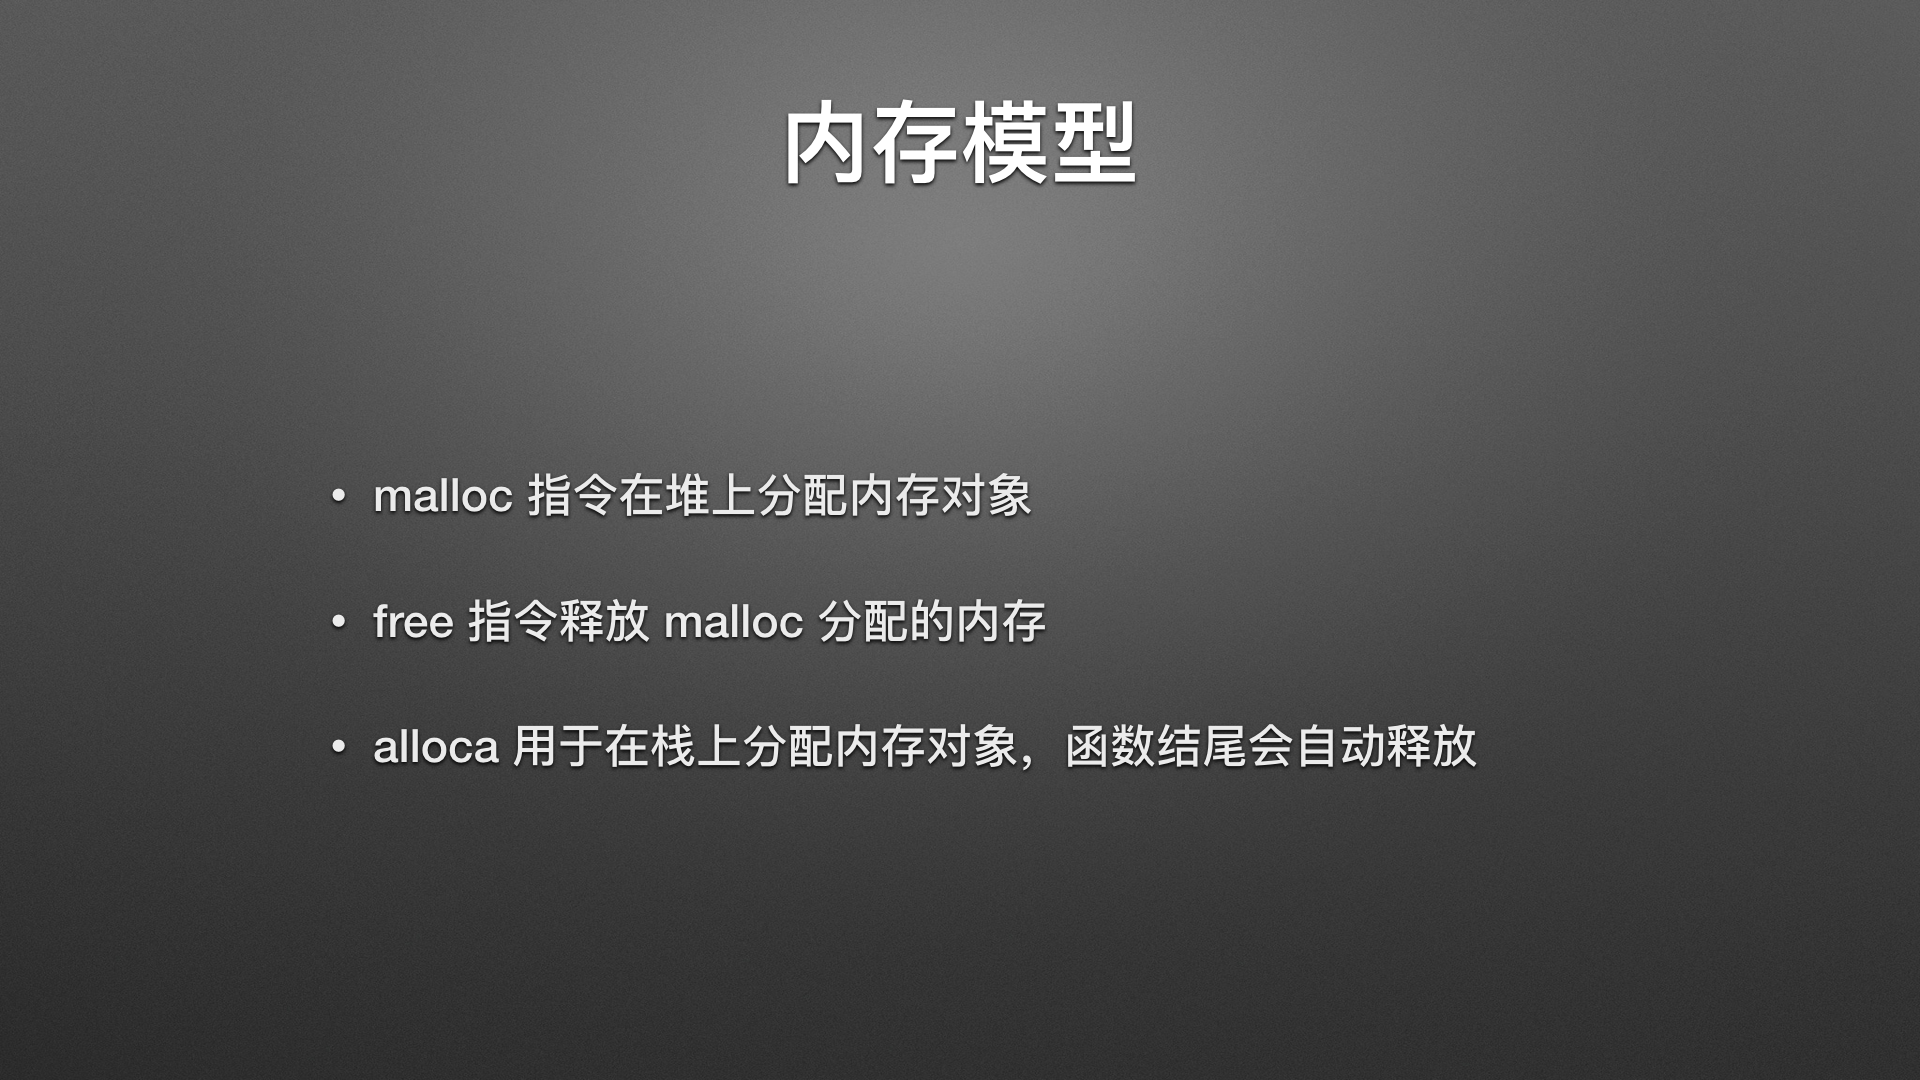 内存模型
• malloc 指令在堆上分配内存对象
• free 指令释放 malloc 分配的内存
• alloca 用于在栈上分配内存对象，函数结尾会自动释放